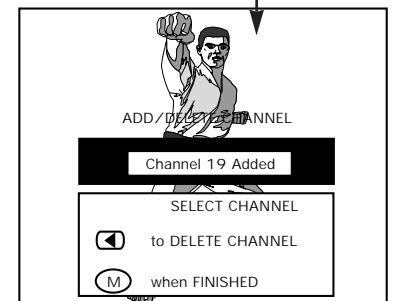 ADD/DELETE CHANNEL
Channel 19 Added
SELECT CHANNEL
to DELETE CHANNEL
M when FINISHED